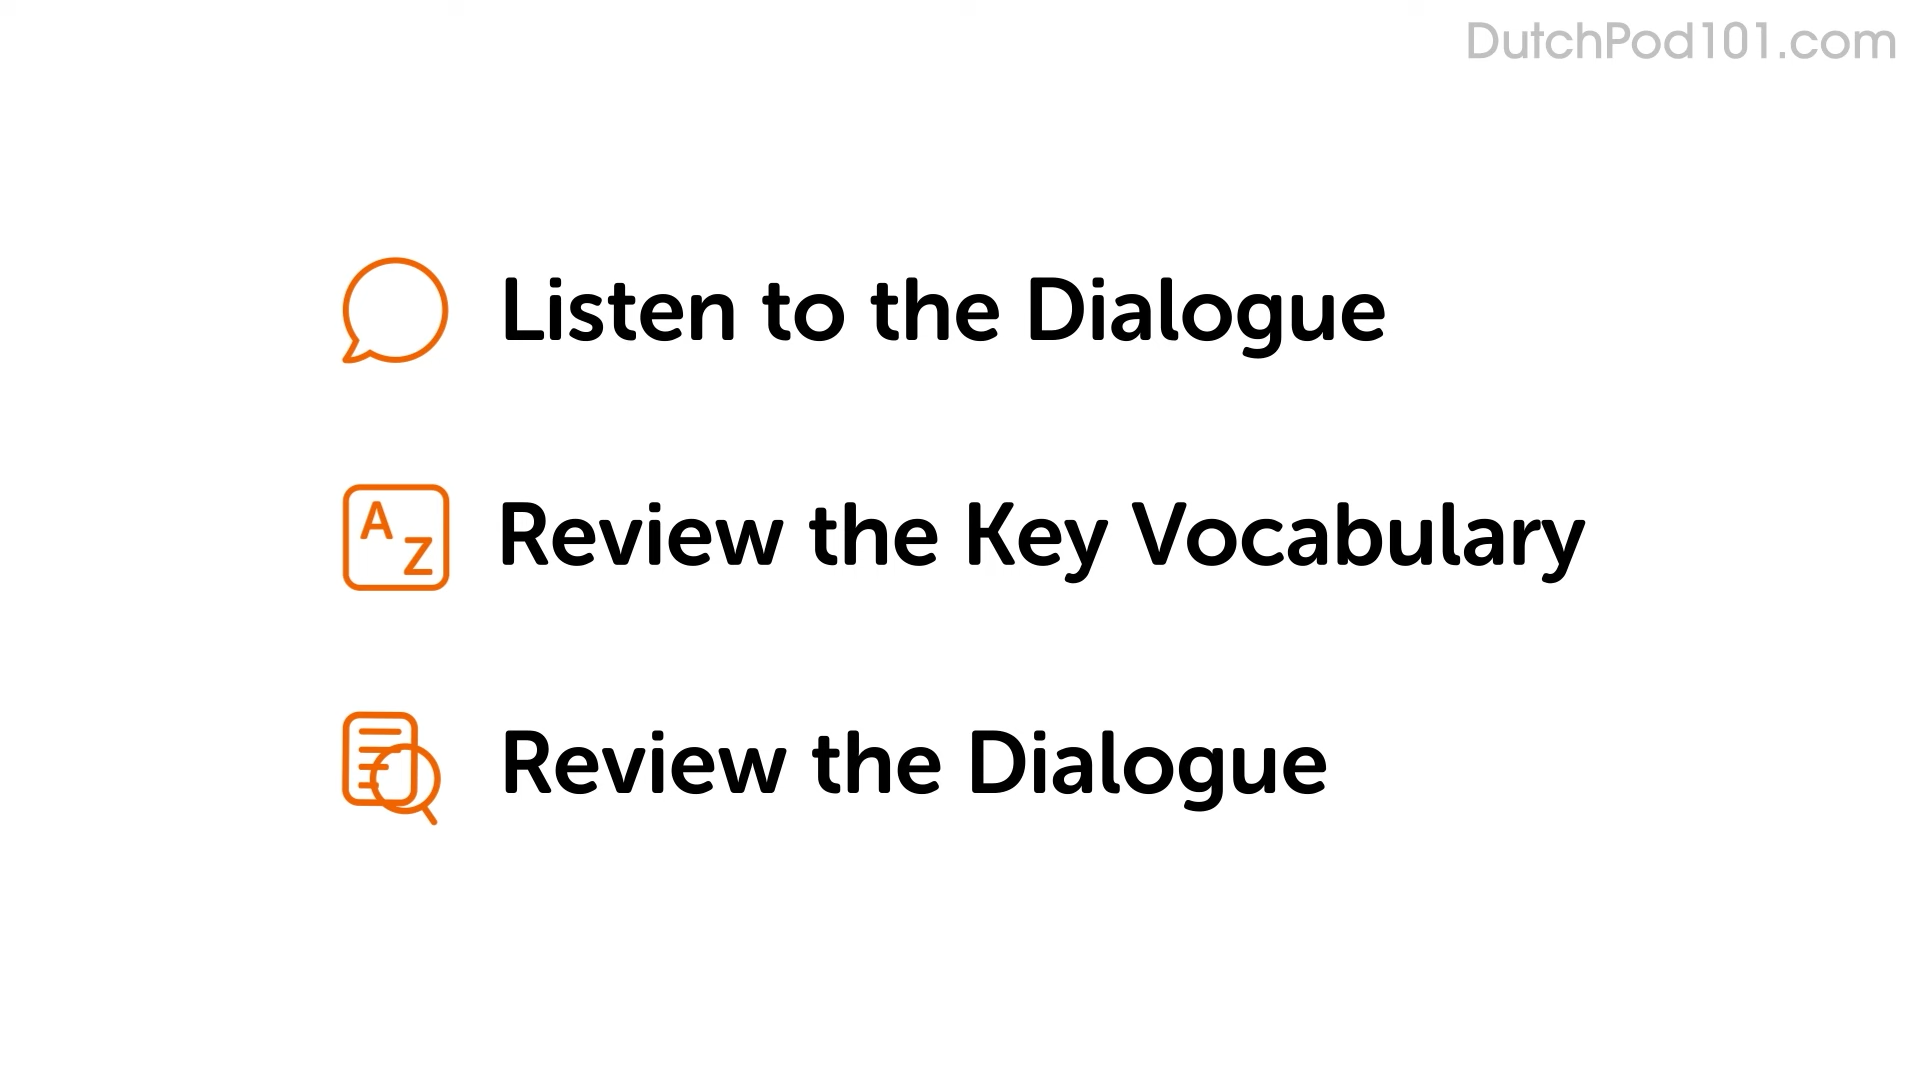 DutchPod101.com
Listen to the Dialogue
A
Z
Review the Key Vocabulary
Review the Dialogue